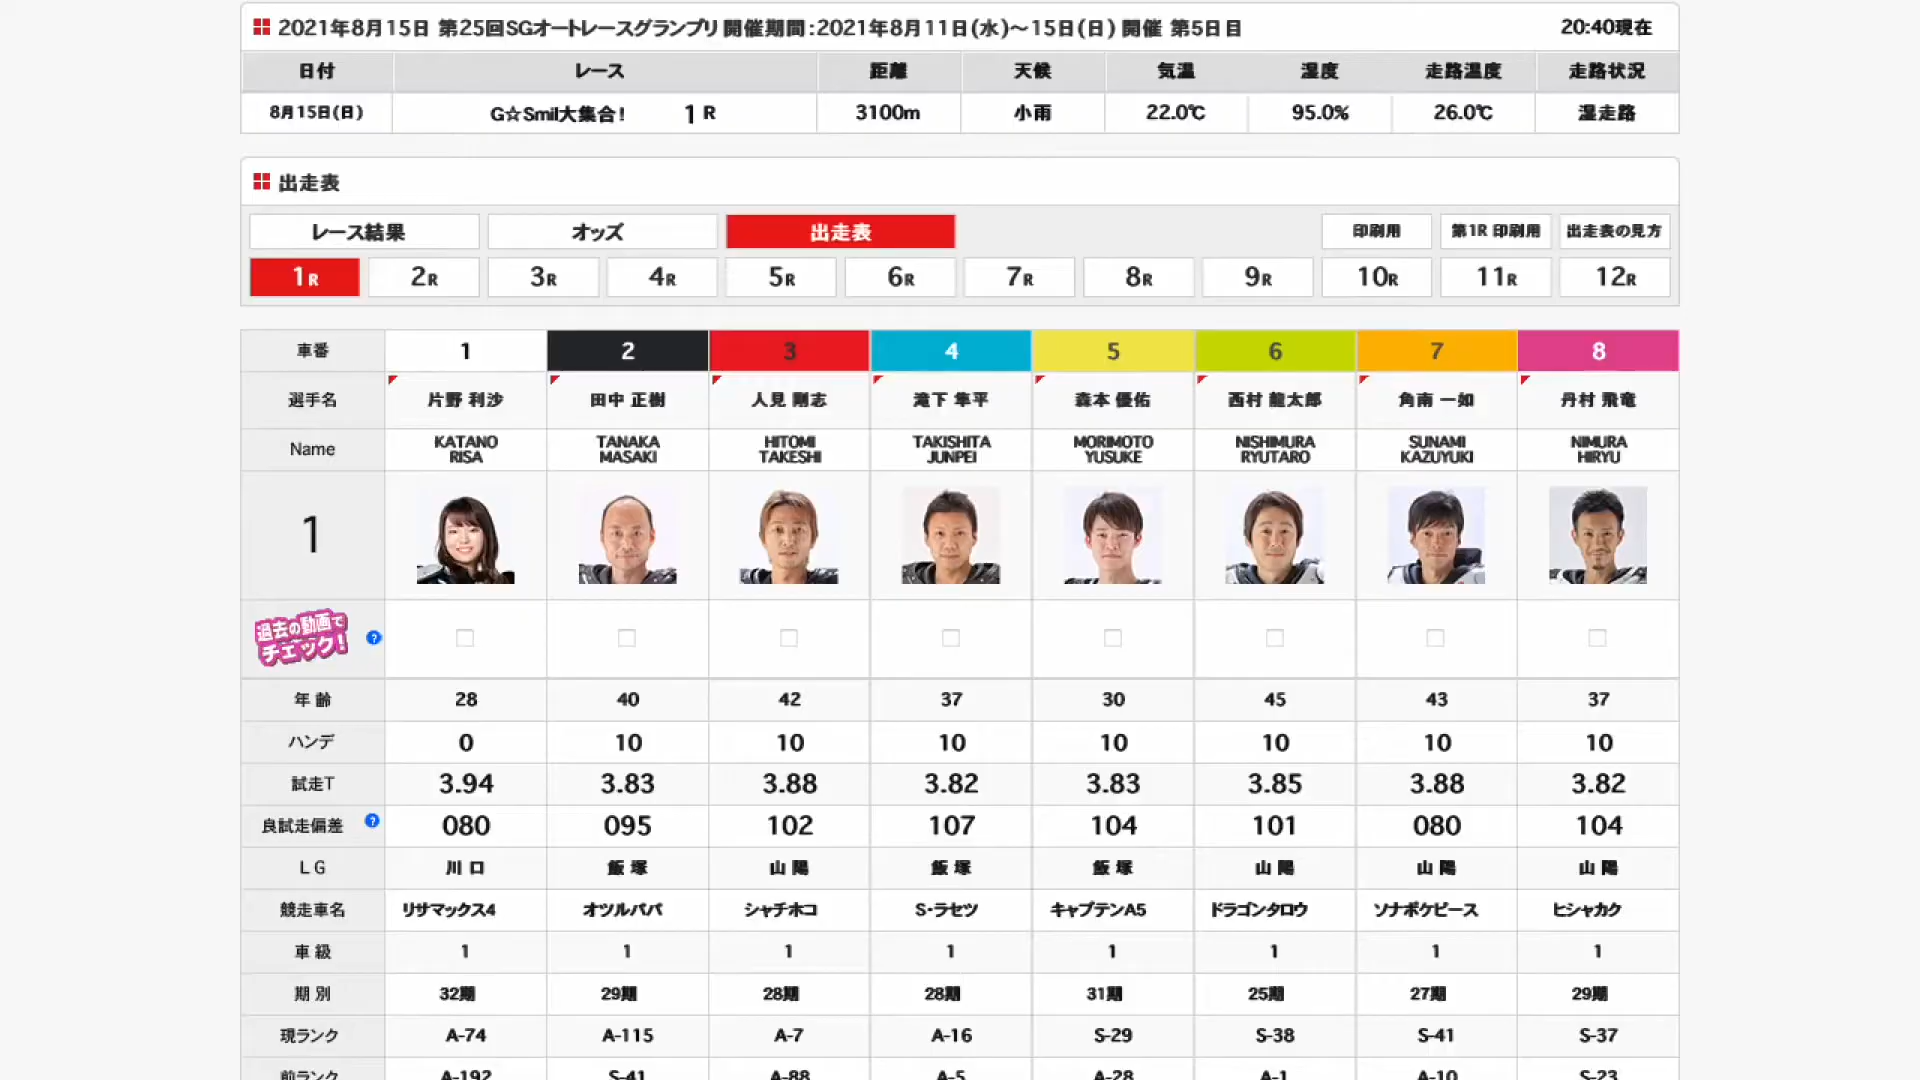 2021年8月15日 第25回SGオートレースグランプリ 開催期間:2021年8月11日(水)～15日(日) 開催 第5日目 20:40現在
日付 レース 距離 天候 気温 湿度 走路温度 走路状況
8月15日(日) G☆Smil大集合! 1 R 3100m 小雨 22.0℃ 95.0% 26.0℃ 湿走路
出走表
レース結果 オッズ 出走表 印刷用 第1R 印刷用 出走表の見方
1R 2R 3R 4R 5R 6R 7R 8R 9R 10R 11R 12R
車番 1 2 3 4 5 6 7 8
選手名 片野 利沙 田中 正樹 人見 剛志 滝下 隼平 森本 優佑 西村 龍太郎 角南 一如 丹村 飛竜
Name KATANO RISA TANAKA MASAKI HITOMI TAKESHI TAKISHITA JUNPEI MORIMOTO YUSUKE NISHIMURA RYUTARO SUNAMI KAZUYUKI NIMURA HIRYU
1
過去の動画で
チェック! ?
年齢 28 40 42 37 30 45 43 37
ハンデ 0 10 10 10 10 10 10 10
試走T 3.94 3.83 3.88 3.82 3.83 3.85 3.88 3.82
良試走偏差 ? 080 095 102 107 104 101 080 104
LG 川口 飯塚 山陽 飯塚 飯塚 山陽 山陽 山陽
競走車名 リサマックス4 オツルパパ シャチホコ S・ラセツ キャプテンA5 ドラゴンタロウ ソナポケピース ヒシャカク
車級 1 1 1 1 1 1 1 1
期別 32期 29期 28期 28期 31期 25期 27期 29期
現ランク A-74 A-115 A-7 A-16 S-29 S-38 S-41 S-37
前ランク A-192 S-41 A-88 A-5 A-28 A-1 A-10 S-23